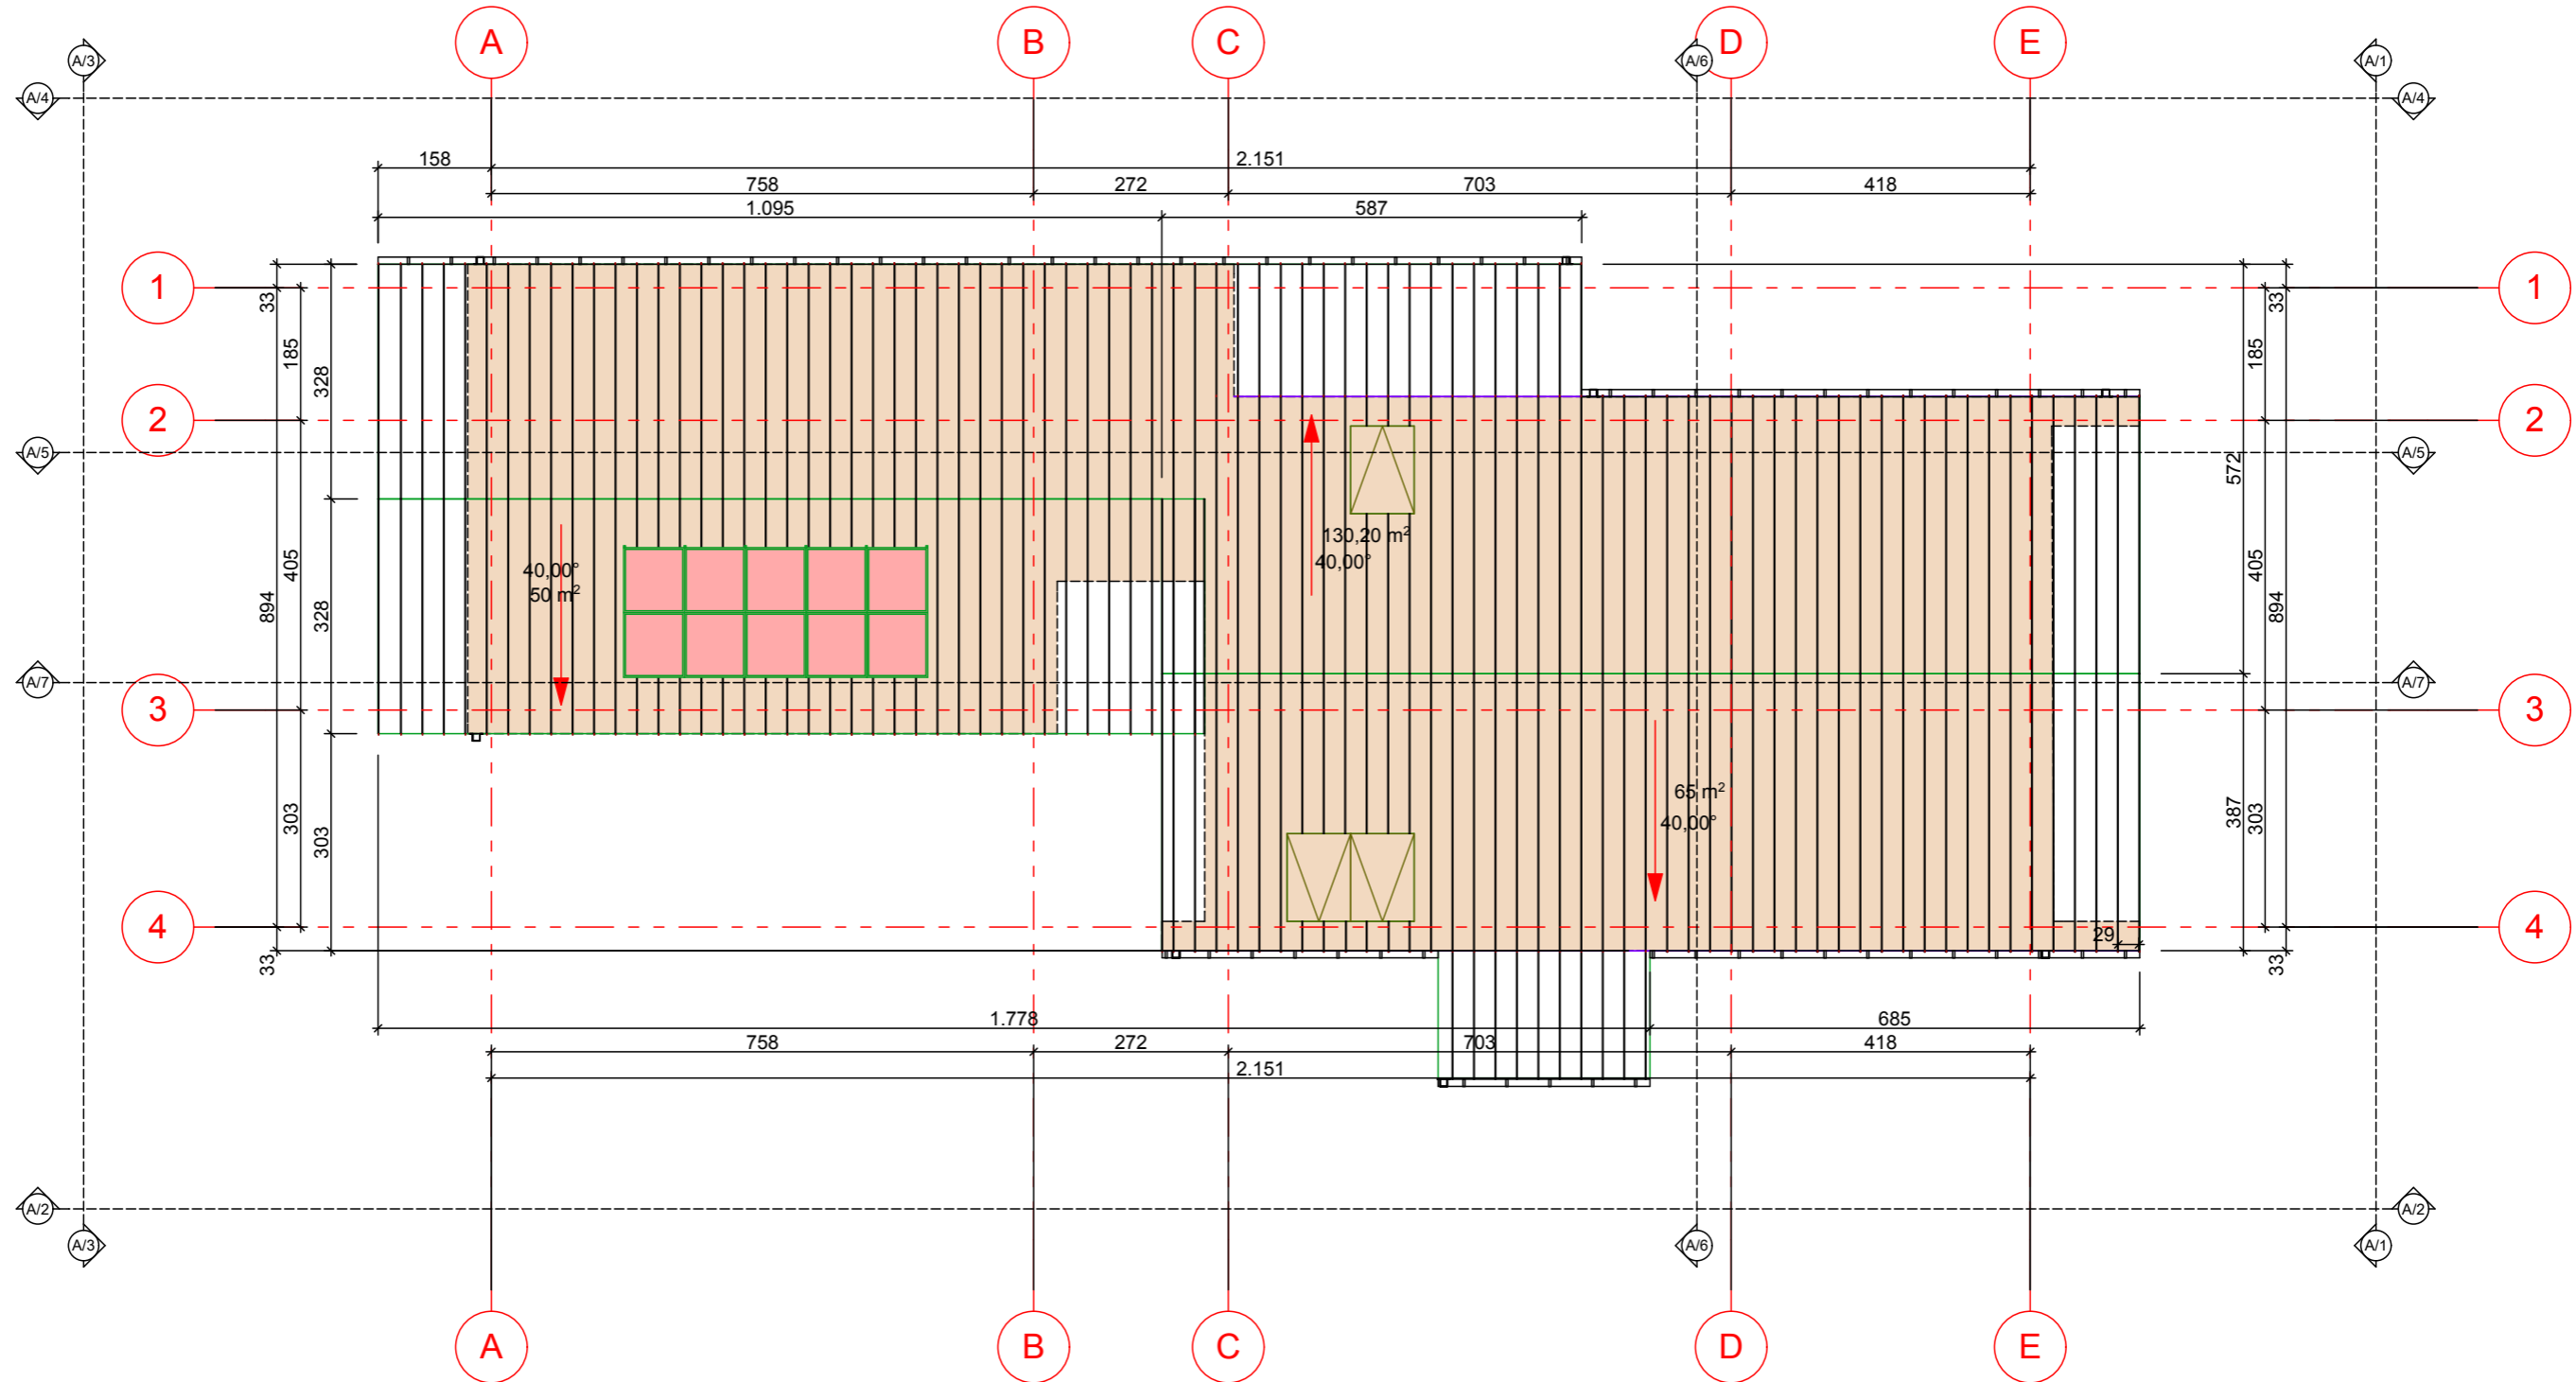 A B C D E
A/3 A/6 A/1
A/4 A/4
158 2.151
758 272 703 418
1.095 587
1 33 33 1
185 328 185
2 2
A/5 572 A/5
130,20 m²
40,00°
40,00°
50 m²
894 405 328 405 894
A/7 A/7
3 3
65 m²
40,00°
303 303 387 303
4 4
29
33 33
1.778 685
758 272 703 418
2.151
A/2 A/2
A/3 A/6 A/1
A B C D E